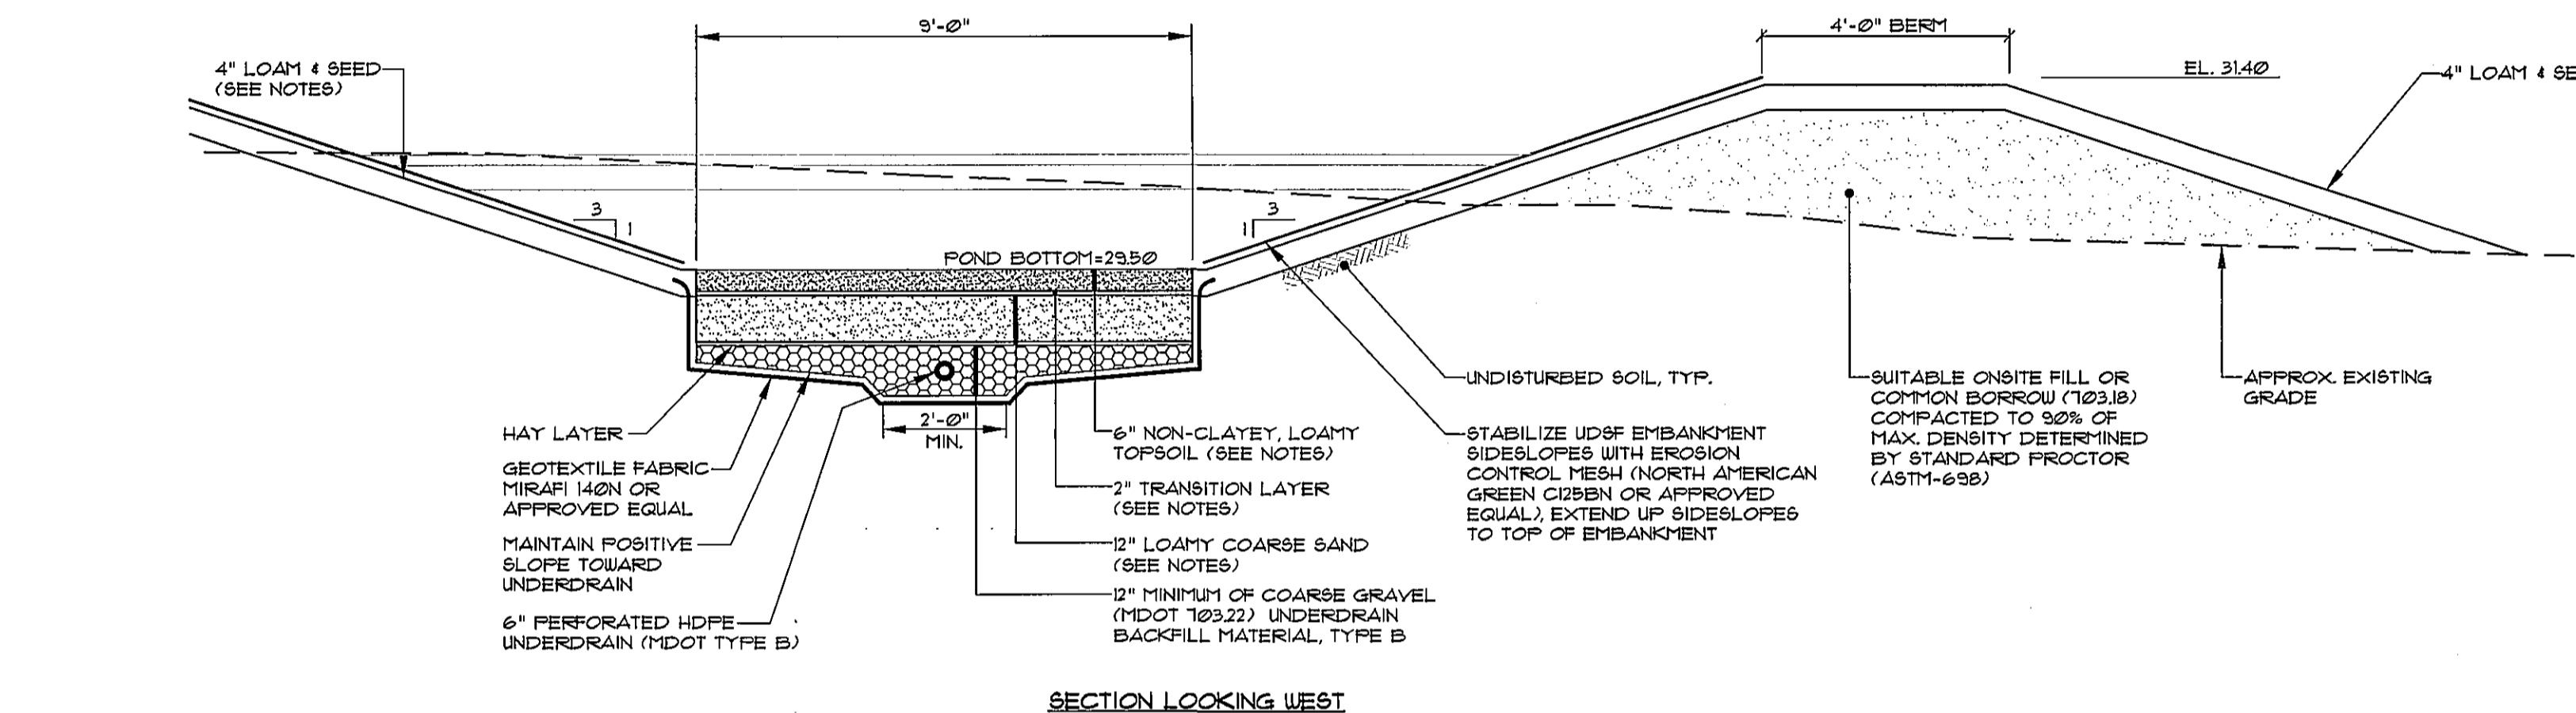 9'-0"
4'-0" BERM
EL. 31.40
4" LOAM & SEED
(SEE NOTES)
4" LOAM & SE
3
1
3
1
POND BOTTOM=29.50
2'-0"
MIN.
HAY LAYER
GEOTEXTILE FABRIC
MIRAFI 140N OR
APPROVED EQUAL
MAINTAIN POSITIVE
SLOPE TOWARD
UNDERDRAIN
6" PERFORATED HDPE
UNDERDRAIN (MDOT TYPE B)
6" NON-CLAYEY, LOAMY
TOPSOIL (SEE NOTES)
2" TRANSITION LAYER
(SEE NOTES)
12" LOAMY COARSE SAND
(SEE NOTES)
12" MINIMUM OF COARSE GRAVEL
(MDOT 703.22) UNDERDRAIN
BACKFILL MATERIAL, TYPE B
UNDISTURBED SOIL, TYP.
STABILIZE UDSF EMBANKMENT
SIDESLOPES WITH EROSION
CONTROL MESH (NORTH AMERICAN
GREEN C125BN OR APPROVED
EQUAL), EXTEND UP SIDESLOPES
TO TOP OF EMBANKMENT
SUITABLE ONSITE FILL OR
COMMON BORROW (703.18)
COMPACTED TO 90% OF
MAX. DENSITY DETERMINED
BY STANDARD PROCTOR
(ASTM-698)
APPROX. EXISTING
GRADE
SECTION LOOKING WEST